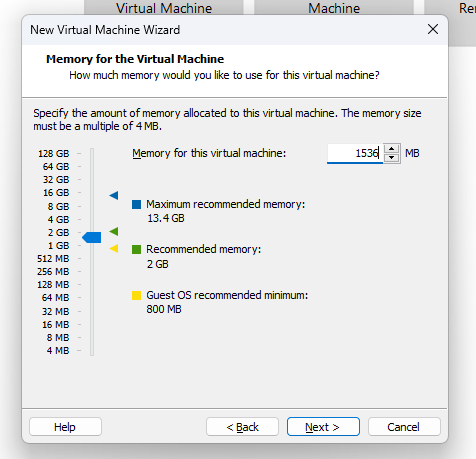 Virtual Machine
Machine
Re
New Virtual Machine Wizard
Memory for the Virtual Machine
How much memory would you like to use for this virtual machine?
Specify the amount of memory allocated to this virtual machine. The memory size
must be a multiple of 4 MB.
128 GB
64 GB
32 GB
16 GB
8 GB
4 GB
2 GB
1 GB
512 MB
256 MB
128 MB
64 MB
32 MB
16 MB
8 MB
4 MB
Memory for this virtual machine: 1536 MB
Maximum recommended memory:
13.4 GB
Recommended memory:
2 GB
Guest OS recommended minimum:
800 MB
Help
< Back
Next >
Cancel